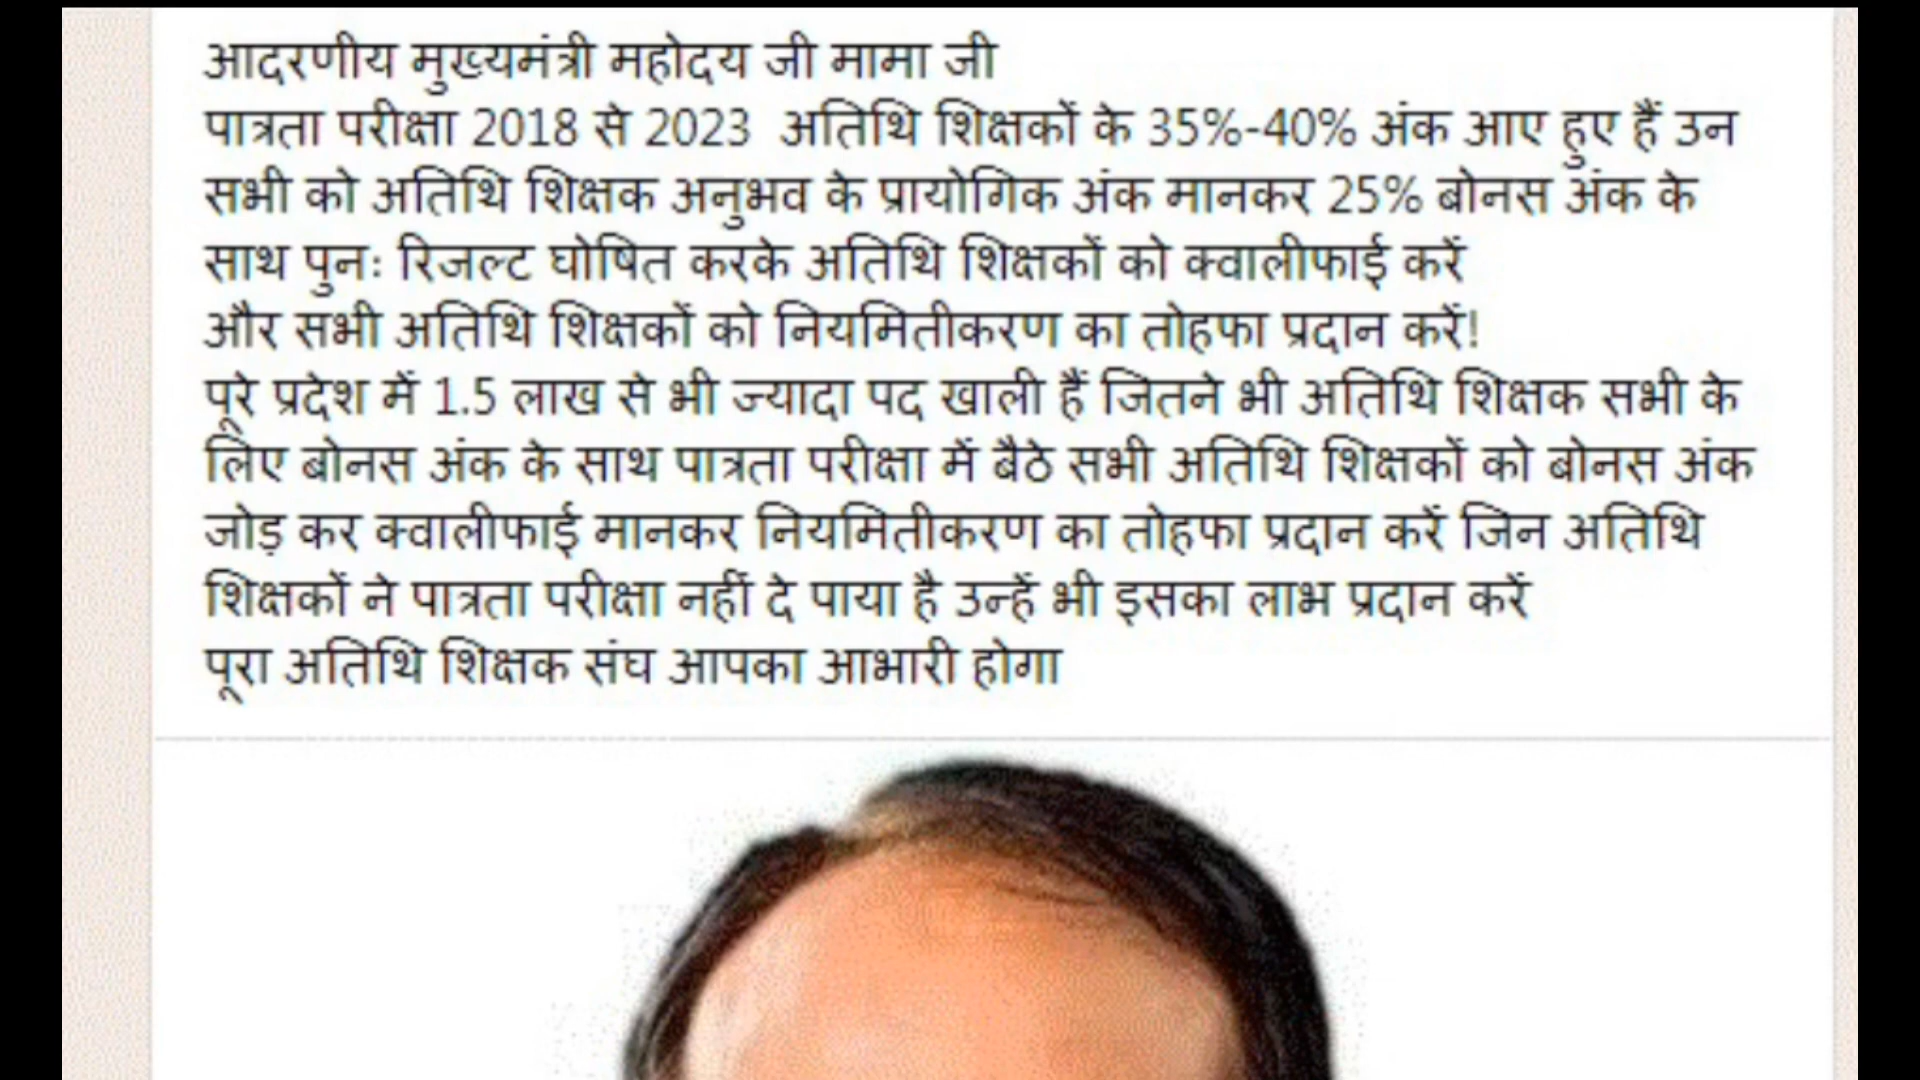 आदरणीय मुख्यमंत्री महोदय जी मामा जी
पात्रता परीक्षा 2018 से 2023 अतिथि शिक्षकों के 35%-40% अंक आए हुए हैं उन
सभी को अतिथि शिक्षक अनुभव के प्रायोगिक अंक मानकर 25% बोनस अंक के
साथ पुनः रिजल्ट घोषित करके अतिथि शिक्षकों को क्वालीफाई करें
और सभी अतिथि शिक्षकों को नियमितीकरण का तोहफा प्रदान करें!
पूरे प्रदेश में 1.5 लाख से भी ज्यादा पद खाली हैं जितने भी अतिथि शिक्षक सभी के
लिए बोनस अंक के साथ पात्रता परीक्षा में बैठे सभी अतिथि शिक्षकों को बोनस अंक
जोड़ कर क्वालीफाई मानकर नियमितीकरण का तोहफा प्रदान करें जिन अतिथि
शिक्षकों ने पात्रता परीक्षा नहीं दे पाया है उन्हें भी इसका लाभ प्रदान करें
पूरा अतिथि शिक्षक संघ आपका आभारी होगा